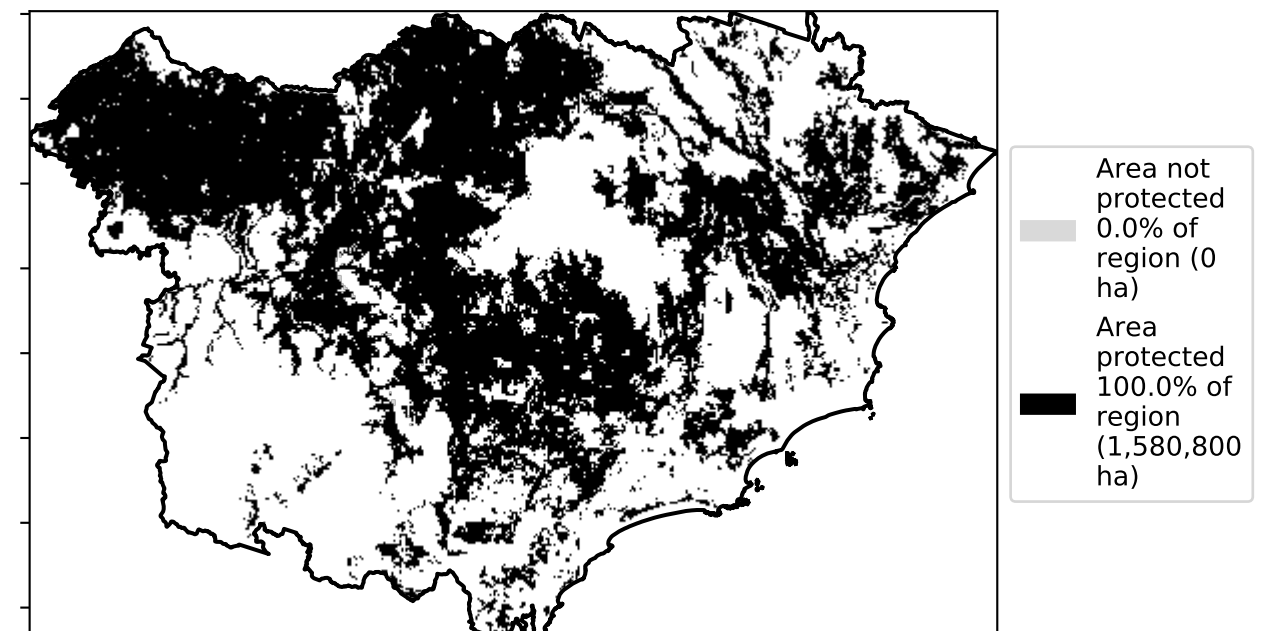 Area not
protected
0.0% of
region (0
ha)
Area
protected
100.0% of
region
(1,580,800
ha)